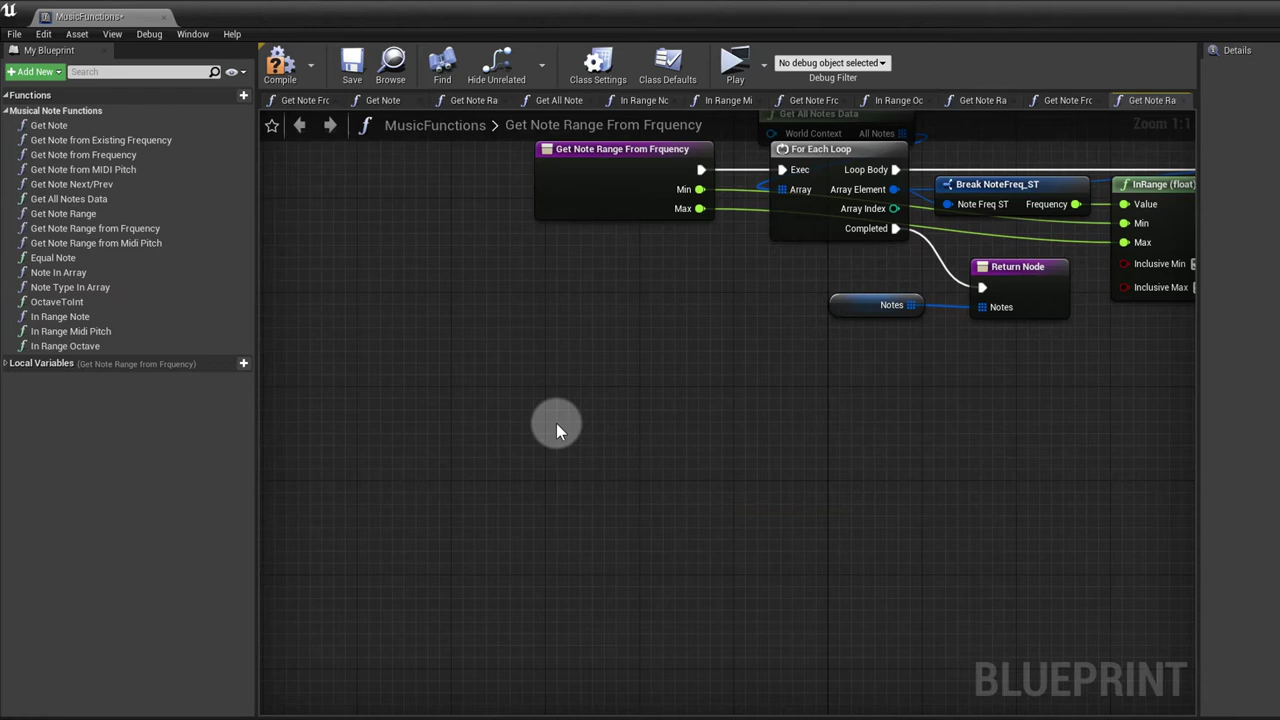 MusicFunctions*
File Edit Asset View Debug Window Help
My Blueprint
Details
+Add New
Search
Compile
Save
Browse
Find
Hide Unrelated
Class Settings
Class Defaults
Play
No debug object selected
Debug Filter
Functions
Musical Note Functions
Get Note
Get Note from Existing Frequency
Get Note from Frequency
Get Note from MIDI Pitch
Get Note Next/Prev
Get All Notes Data
Get Note Range
Get Note Range from Frquency
Get Note Range from Midi Pitch
Equal Note
Note In Array
Note Type In Array
OctaveToInt
In Range Note
In Range Midi Pitch
In Range Octave
Local Variables (Get Note Range from Frquency)
Get Note Frc
Get Note
Get Note Ra
Get All Note
In Range Nc
In Range Mi
Get Note Frc
In Range Oc
Get Note Ra
Get Note Frc
Get Note Ra
MusicFunctions > Get Note Range From Frquency
Zoom 1:1
Get All Notes Data
World Context All Notes
Get Note Range From Frquency
Min
Max
For Each Loop
Exec Loop Body
Array Array Element
Array Index
Completed
Break NoteFreq_ST
Note Freq ST Frequency
InRange (float)
Value
Min
Max
Inclusive Min
Inclusive Max
Return Node
Notes
Notes
BLUEPRINT